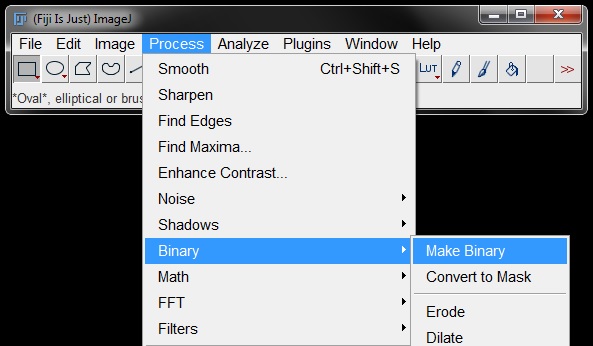 (Fiji Is Just) ImageJ
File Edit Image Process Analyze Plugins Window Help
LUT >>
*Oval*, elliptical or brus
Smooth Ctrl+Shift+S
Sharpen
Find Edges
Find Maxima...
Enhance Contrast...
Noise
Shadows
Binary
Make Binary
Math
Convert to Mask
FFT
Erode
Filters
Dilate